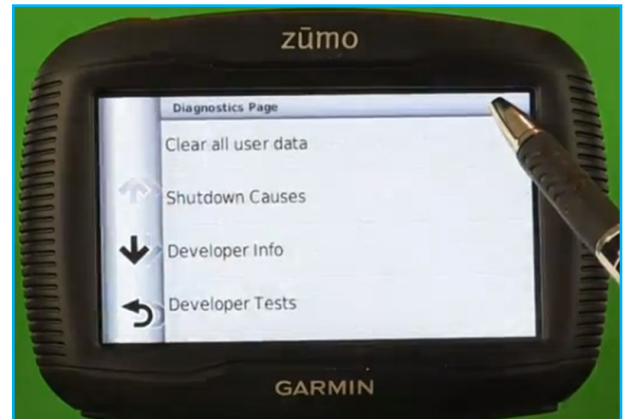 zūmo
Diagnostics Page
Clear all user data
Shutdown Causes
Developer Info
Developer Tests
GARMIN